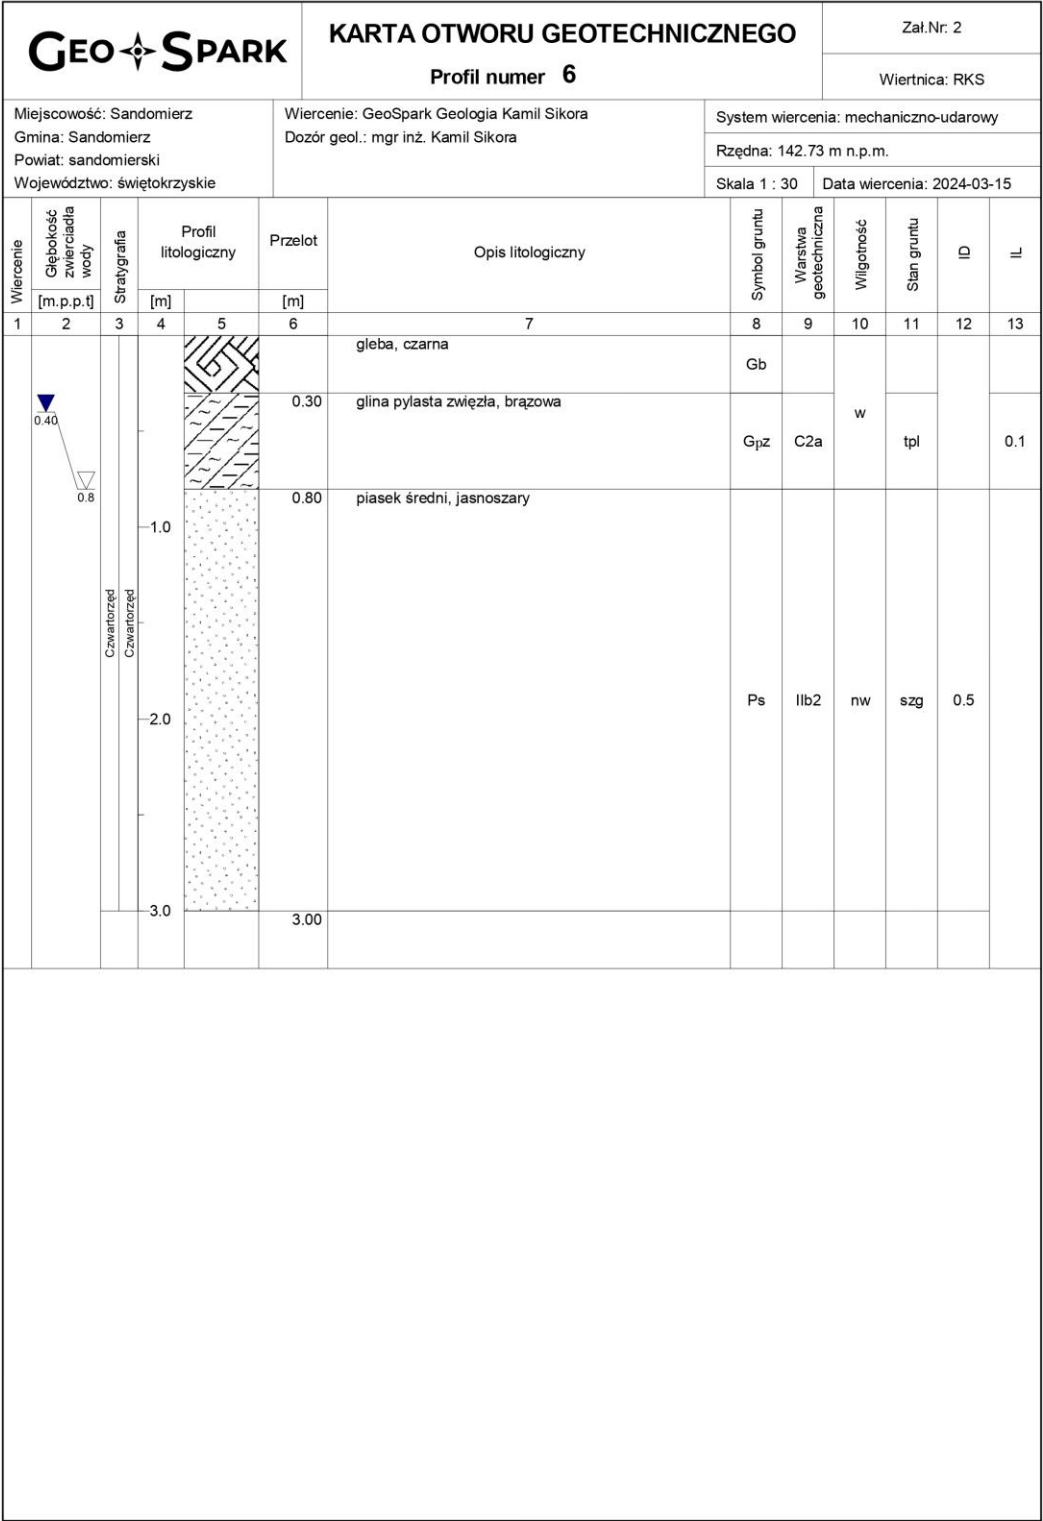 GEO SPARK
KARTA OTWORU GEOTECHNICZNEGO
Profil numer 6
Zał.Nr: 2
Wiertnica: RKS
Miejscowość: Sandomierz
Gmina: Sandomierz
Powiat: sandomierski
Województwo: świętokrzyskie
Wiercenie: GeoSpark Geologia Kamil Sikora
Dozór geol.: mgr inż. Kamil Sikora
System wiercenia: mechaniczno-udarowy
Rzędna: 142.73 m n.p.m.
Skala 1 : 30
Data wiercenia: 2024-03-15
Wiercenie
Głębokość
zwierciadła
wody
[m.p.p.t]
Stratygrafia
Profil
litologiczny
[m]
Przelot
[m]
Opis litologiczny
Symbol gruntu
Warstwa
geotechniczna
Wilgotność
Stan gruntu
ID
IL
1 2 3 4 5 6 7 8 9 10 11 12 13
gleba, czarna
Gb
0.30
glina pylasta zwięzła, brązowa
0.40
w
Gpz
C2a
tpl
0.1
0.8
0.80
piasek średni, jasnoszary
1.0
Czwartorzęd
Czwartorzęd
Ps
IIb2
nw
szg
0.5
2.0
3.0
3.00